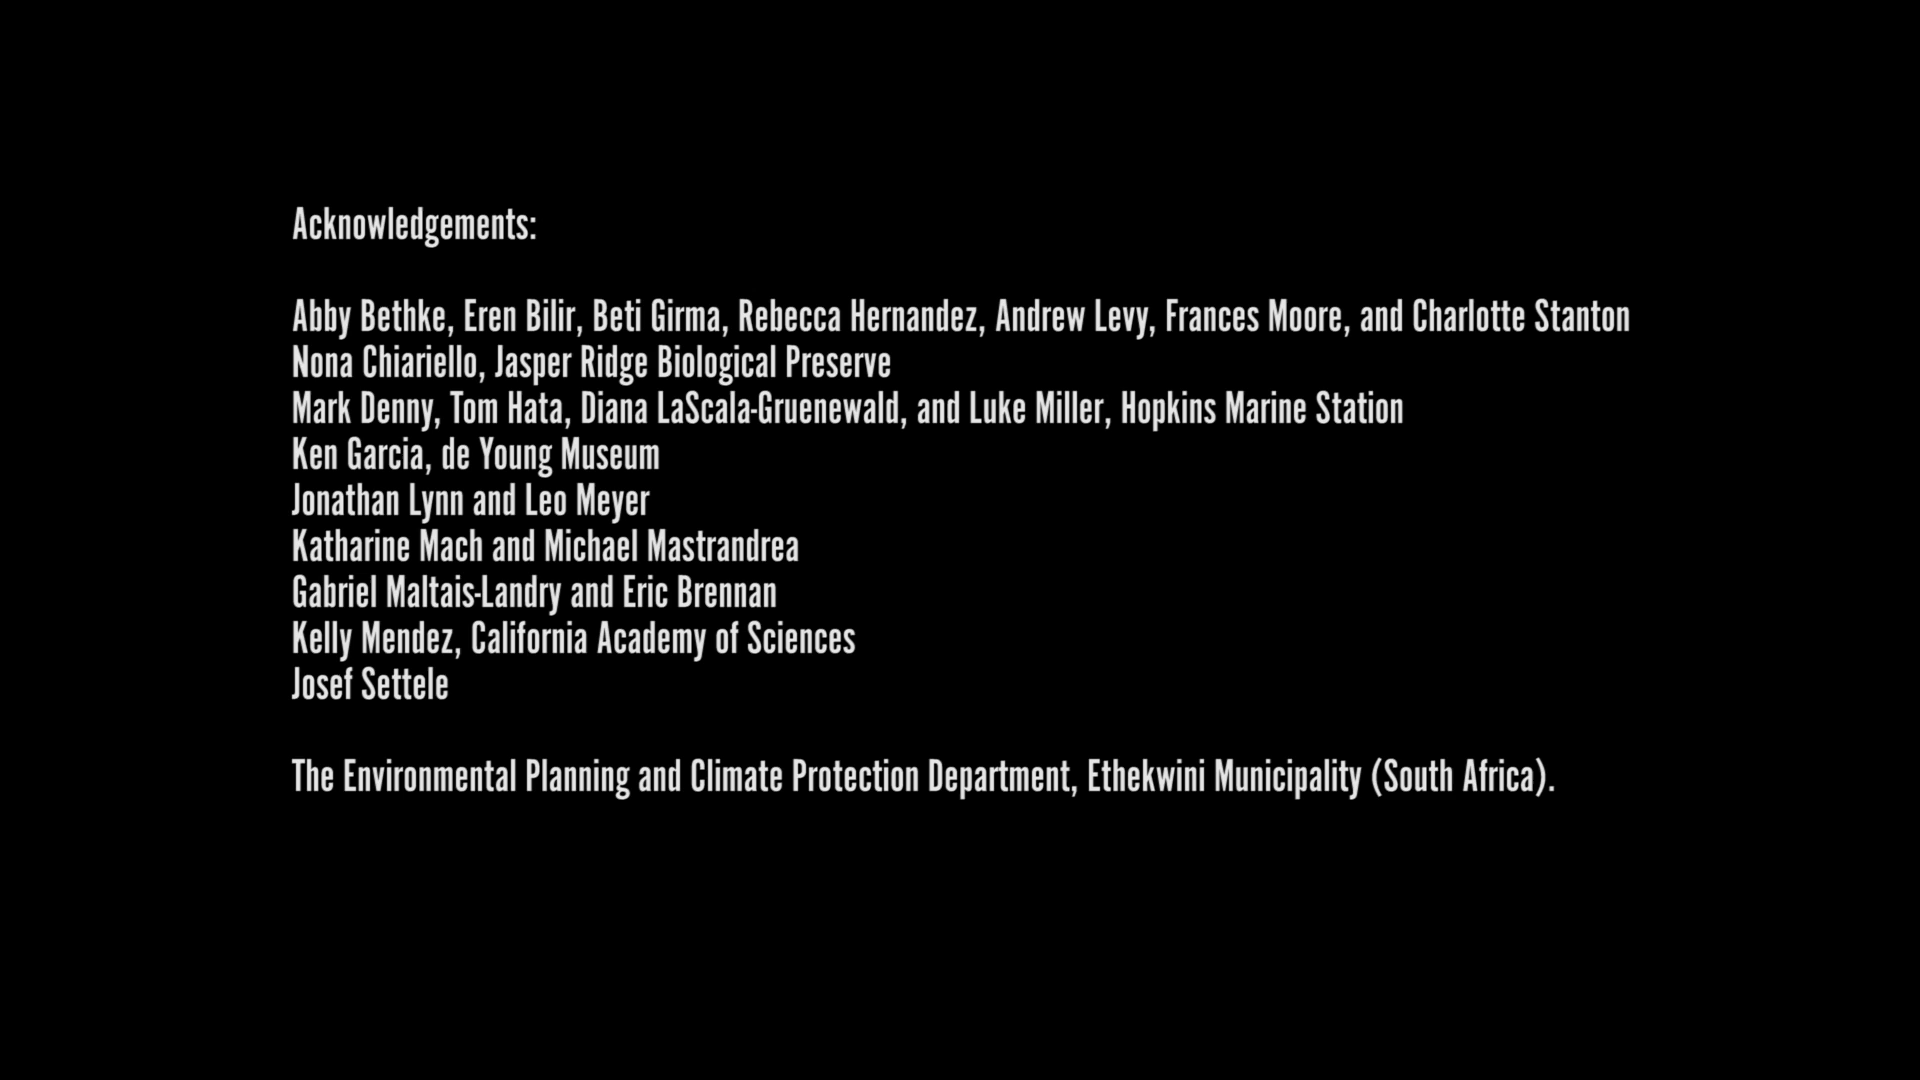 Acknowledgements:
Abby Bethke, Eren Bilir, Beti Girma, Rebecca Hernandez, Andrew Levy, Frances Moore, and Charlotte Stanton
Nona Chiariello, Jasper Ridge Biological Preserve
Mark Denny, Tom Hata, Diana LaScala-Gruenewald, and Luke Miller, Hopkins Marine Station
Ken Garcia, de Young Museum
Jonathan Lynn and Leo Meyer
Katharine Mach and Michael Mastrandrea
Gabriel Maltais-Landry and Eric Brennan
Kelly Mendez, California Academy of Sciences
Josef Settele
The Environmental Planning and Climate Protection Department, Ethekwini Municipality (South Africa).